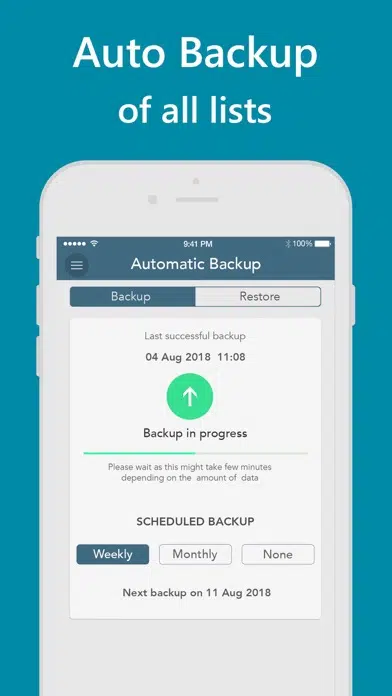 Auto Backup
of all lists
9:41 PM
100%
Automatic Backup
Backup
Restore
Last successful backup
04 Aug 2018 11:08
Backup in progress
Please wait as this might take few minutes
depending on the amount of data
SCHEDULED BACKUP
Weekly
Monthly
None
Next backup on 11 Aug 2018